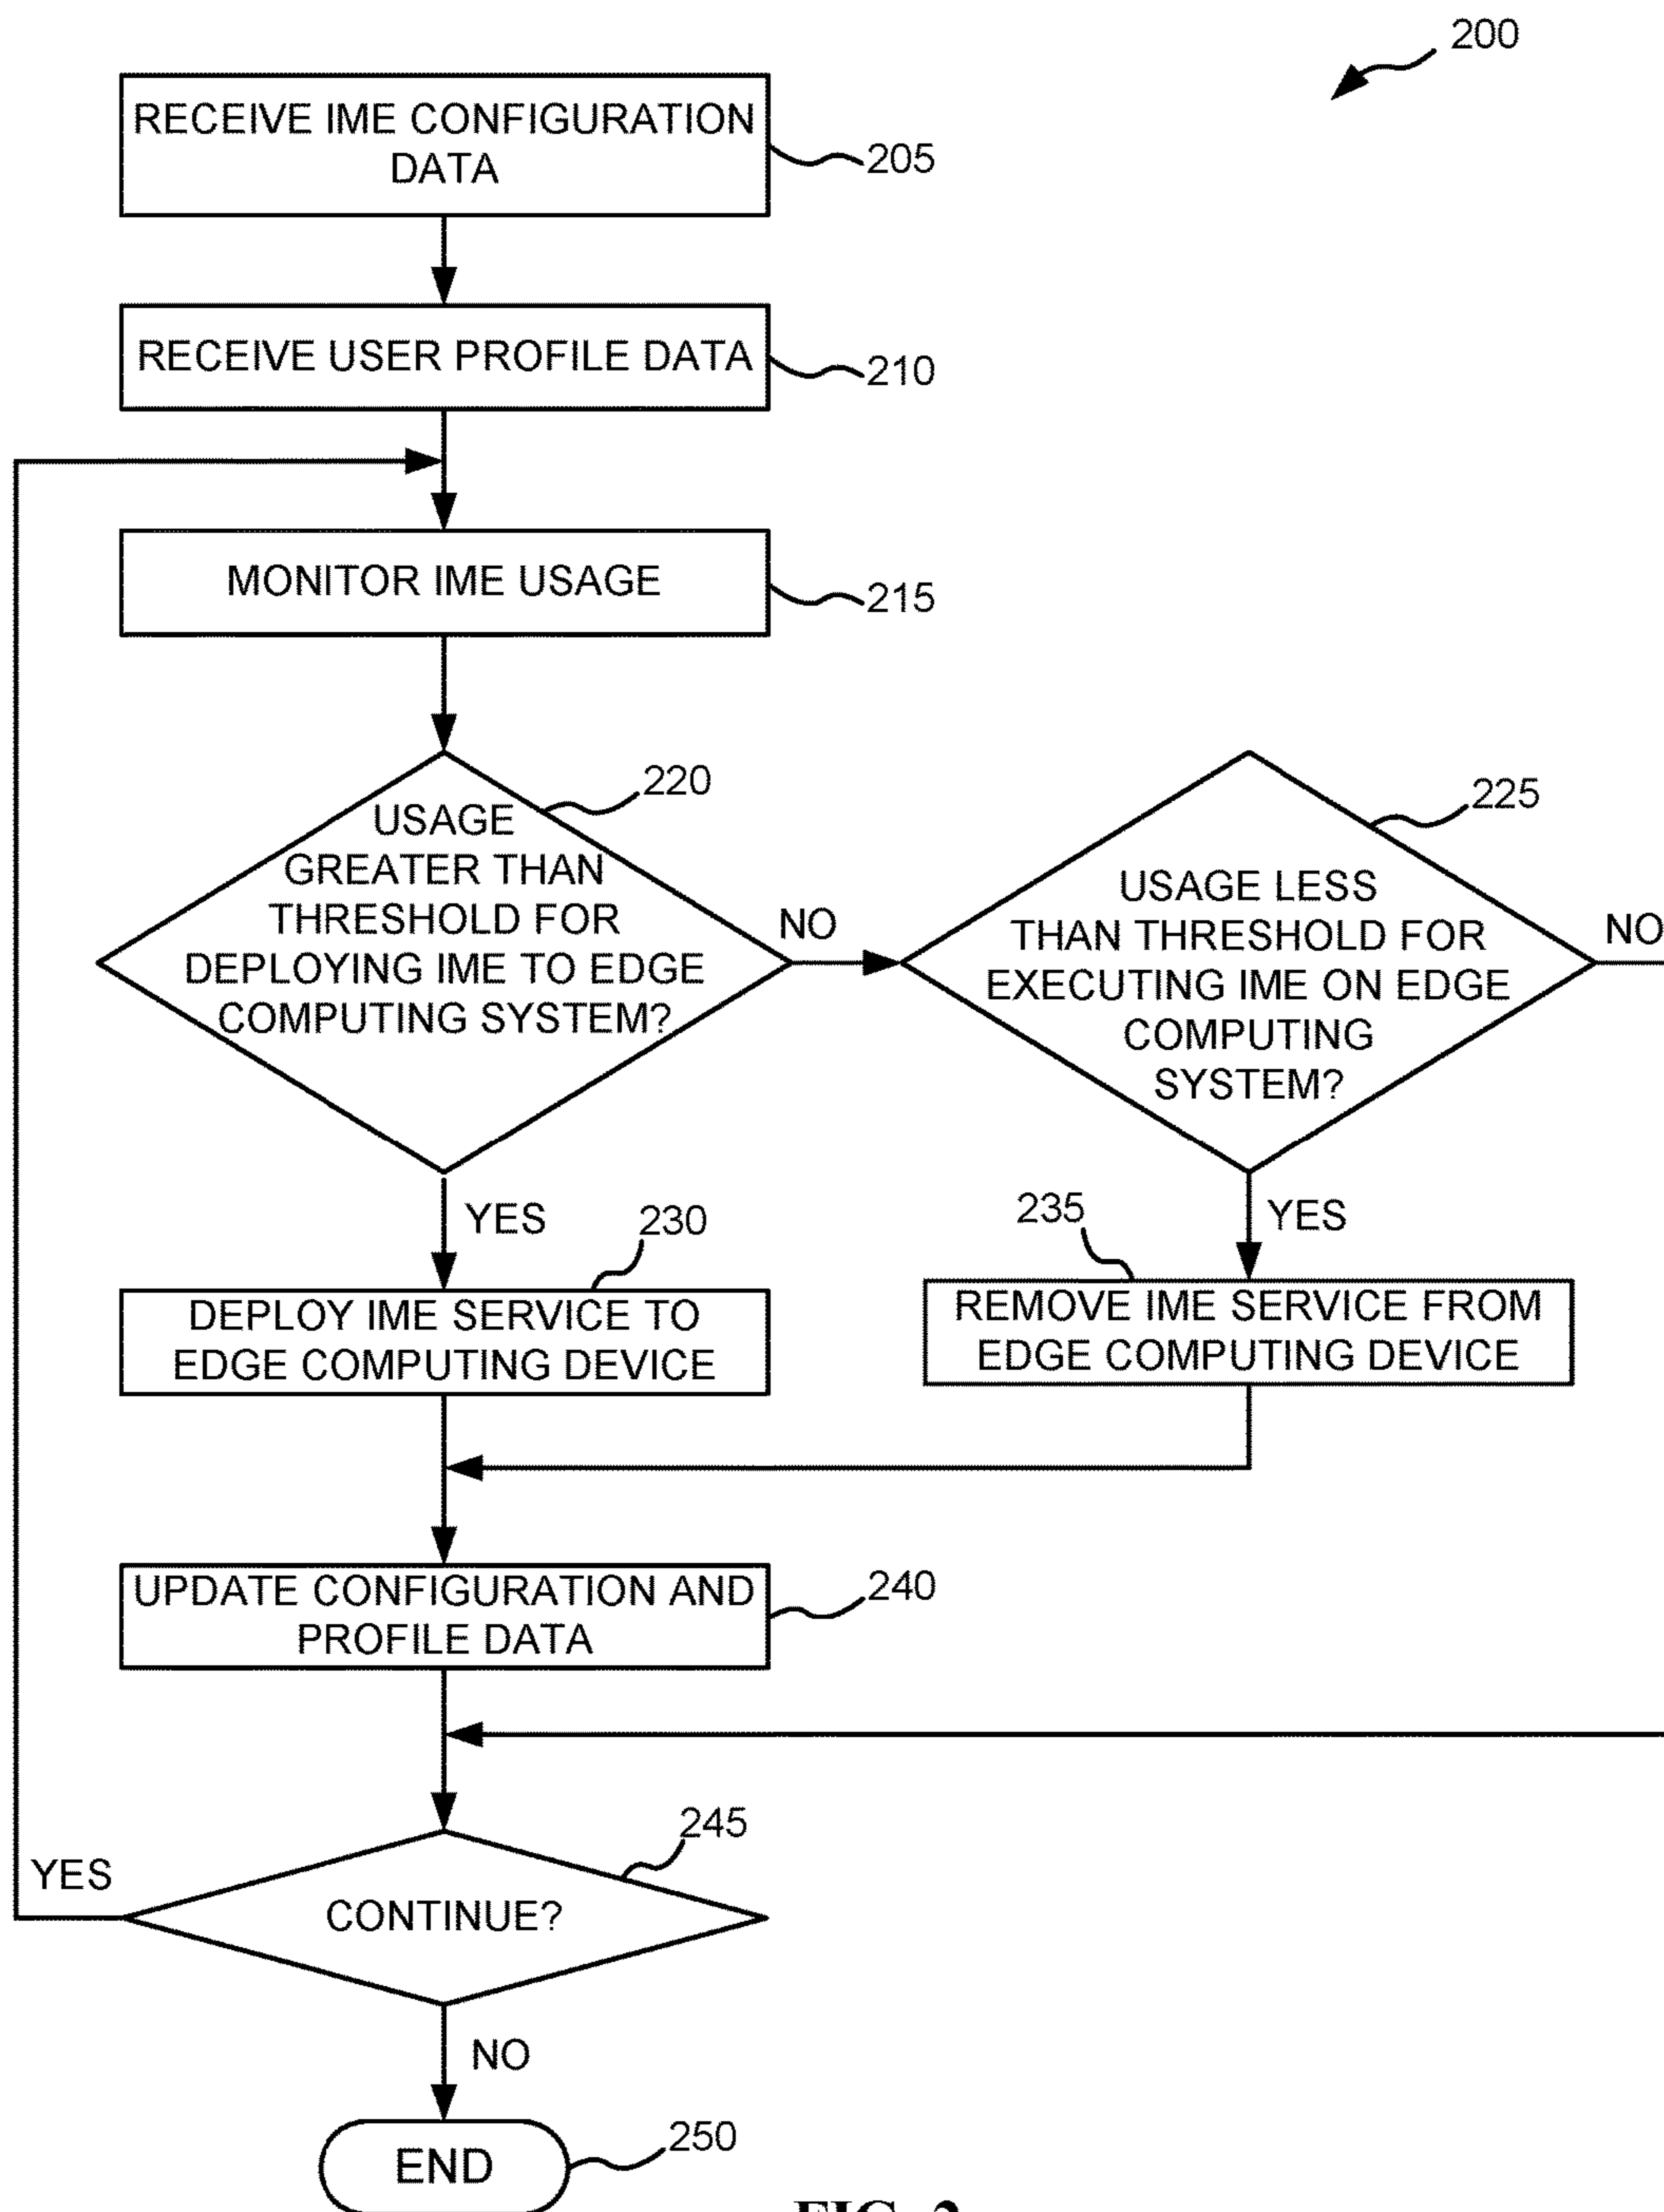 200
RECEIVE IME CONFIGURATION
DATA
205
RECEIVE USER PROFILE DATA
210
MONITOR IME USAGE
215
USAGE
GREATER THAN
THRESHOLD FOR
DEPLOYING IME TO EDGE
COMPUTING SYSTEM?
220
NO
USAGE LESS
THAN THRESHOLD FOR
EXECUTING IME ON EDGE
COMPUTING
SYSTEM?
225
NO
YES
230
DEPLOY IME SERVICE TO
EDGE COMPUTING DEVICE
235
YES
REMOVE IME SERVICE FROM
EDGE COMPUTING DEVICE
UPDATE CONFIGURATION AND
PROFILE DATA
240
245
YES
CONTINUE?
NO
END
250
FIG. 2